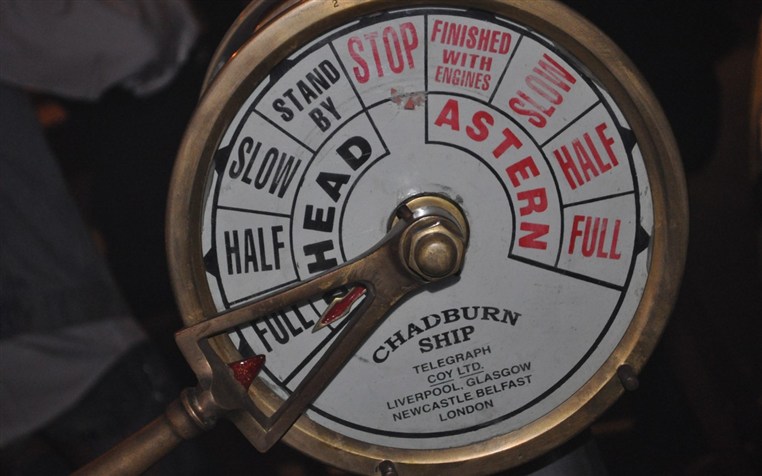 FULL
HALF
SLOW
STAND
BY
STOP
FINISHED
WITH
ENGINES
SLOW
HALF
FULL
HEAD
ASTERN
CHADBURN
SHIP
TELEGRAPH
COY LTD.
LIVERPOOL, GLASGOW
NEWCASTLE BELFAST
LONDON